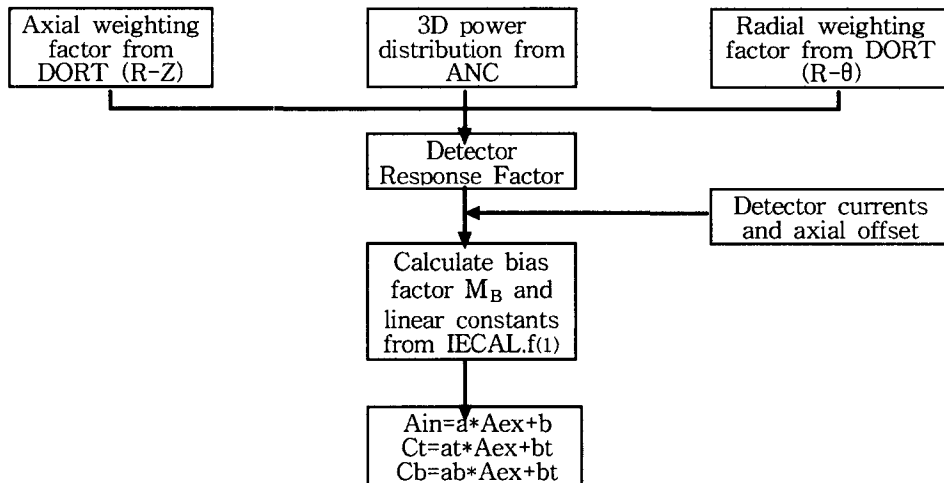 Axial weighting
factor from
DORT (R-Z)
3D power
distribution from
ANC
Radial weighting
factor from DORT
(R-θ)
Detector
Response Factor
Detector currents
and axial offset
Calculate bias
factor MB and
linear constants
from IECAL.f(1)
Ain=a*Aex+b
Ct=at*Aex+bt
Cb=ab*Aex+bt